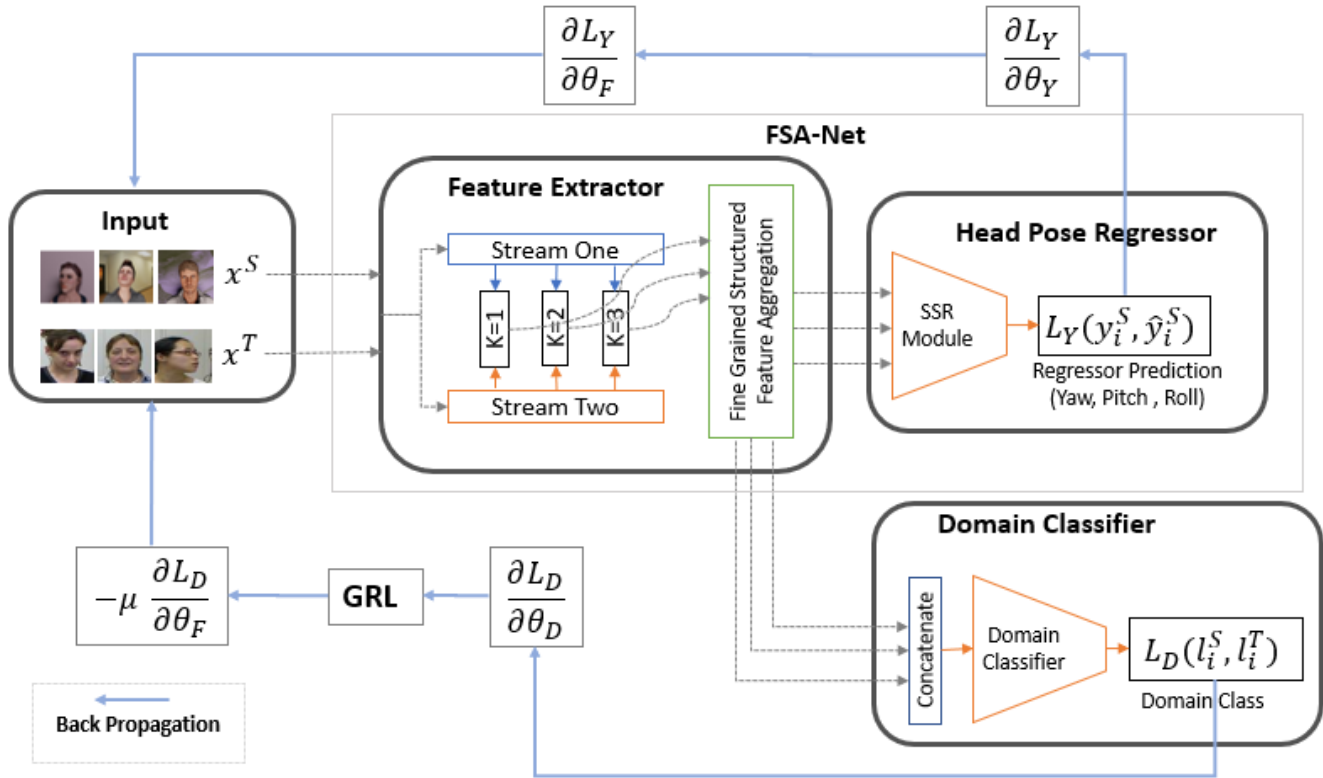 ∂L_Y
∂θ_F
∂L_Y
∂θ_Y
FSA-Net
Input
x^S
x^T
Feature Extractor
Stream One
K=1
K=2
K=3
Stream Two
Fine Grained Structured
Feature Aggregation
Head Pose Regressor
SSR
Module
L_Y(y_i^S, ŷ_i^S)
Regressor Prediction
(Yaw, Pitch , Roll)
Domain Classifier
Concatenate
Domain
Classifier
L_D(l_i^S, l_i^T)
Domain Class
−μ ∂L_D
∂θ_F
GRL
∂L_D
∂θ_D
Back Propagation